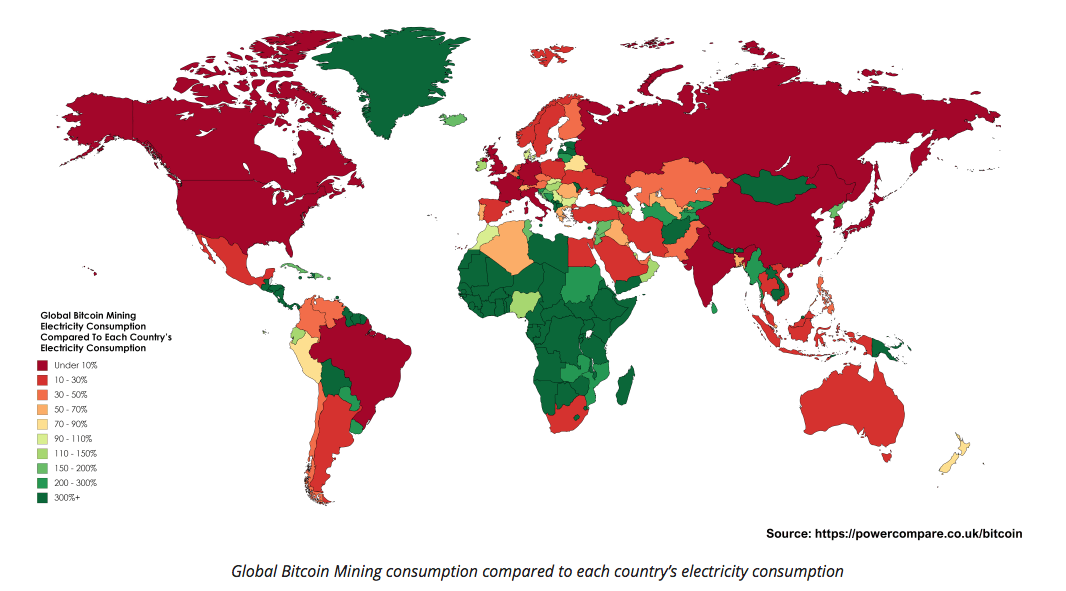 Global Bitcoin Mining
Electricity Consumption
Compared To Each Country's
Electricity Consumption
Under 10%
10 - 30%
30 - 50%
50 - 70%
70 - 90%
90 - 110%
110 - 150%
150 - 200%
200 - 300%
300%+
Source: https://powercompare.co.uk/bitcoin
Global Bitcoin Mining consumption compared to each country's electricity consumption